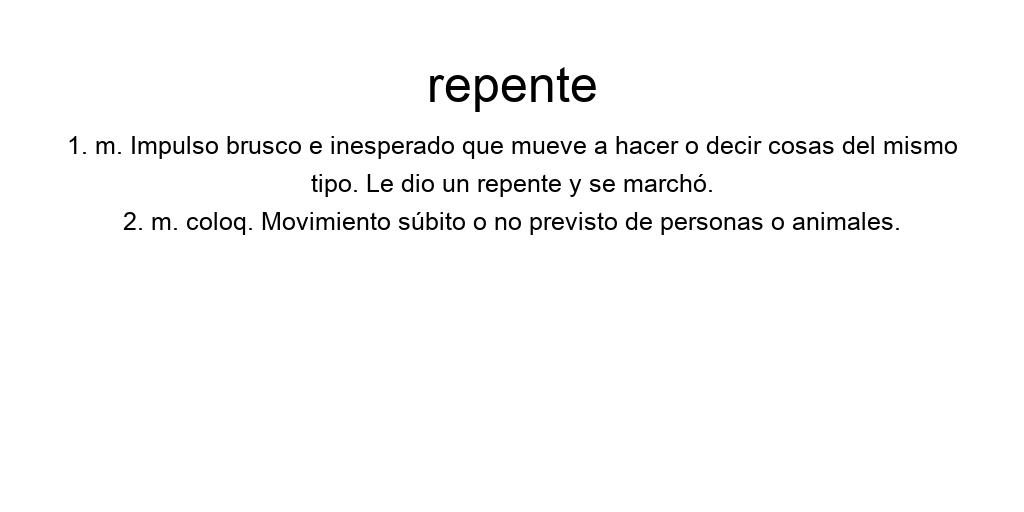 repente
1. m. Impulso brusco e inesperado que mueve a hacer o decir cosas del mismo
tipo. Le dio un repente y se marchó.
2. m. coloq. Movimiento súbito o no previsto de personas o animales.